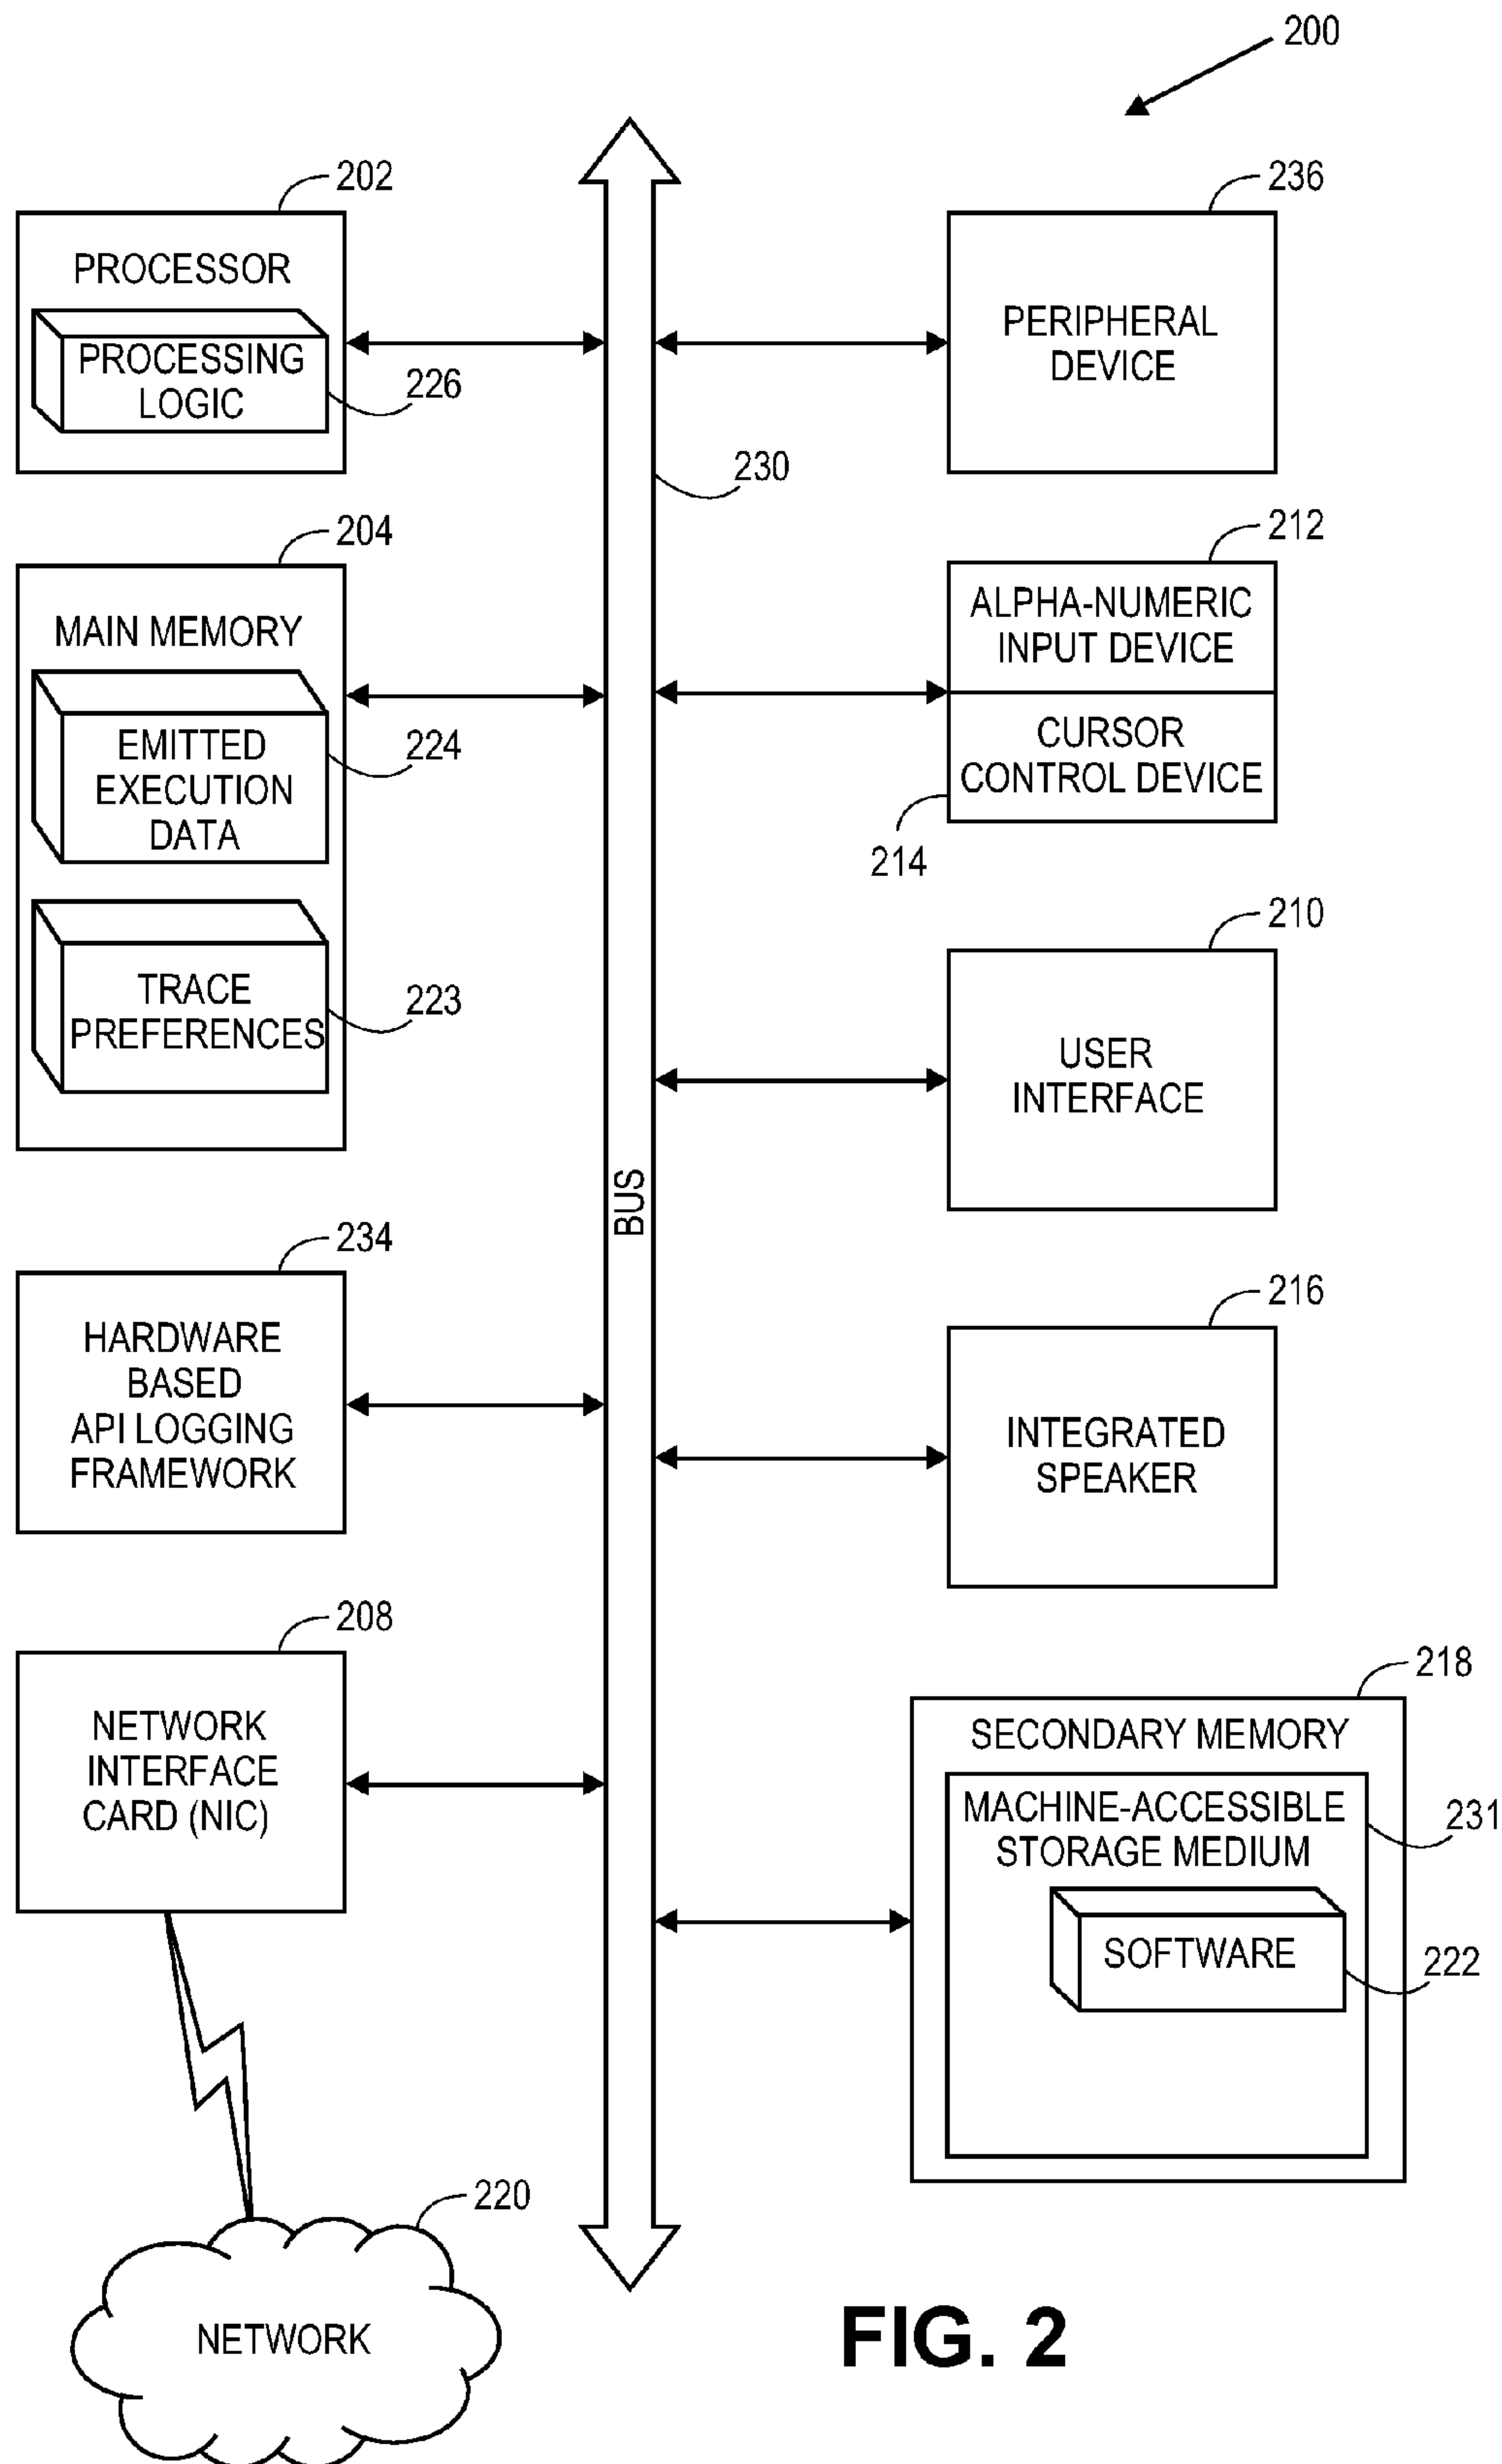 200
202
PROCESSOR
PROCESSING
LOGIC
226
204
MAIN MEMORY
EMITTED
EXECUTION
DATA
224
TRACE
PREFERENCES
223
234
HARDWARE
BASED
API LOGGING
FRAMEWORK
208
NETWORK
INTERFACE
CARD (NIC)
220
NETWORK
230
BUS
236
PERIPHERAL
DEVICE
212
ALPHA-NUMERIC
INPUT DEVICE
CURSOR
CONTROL DEVICE
214
210
USER
INTERFACE
216
INTEGRATED
SPEAKER
218
SECONDARY MEMORY
MACHINE-ACCESSIBLE
STORAGE MEDIUM
231
SOFTWARE
222
FIG. 2